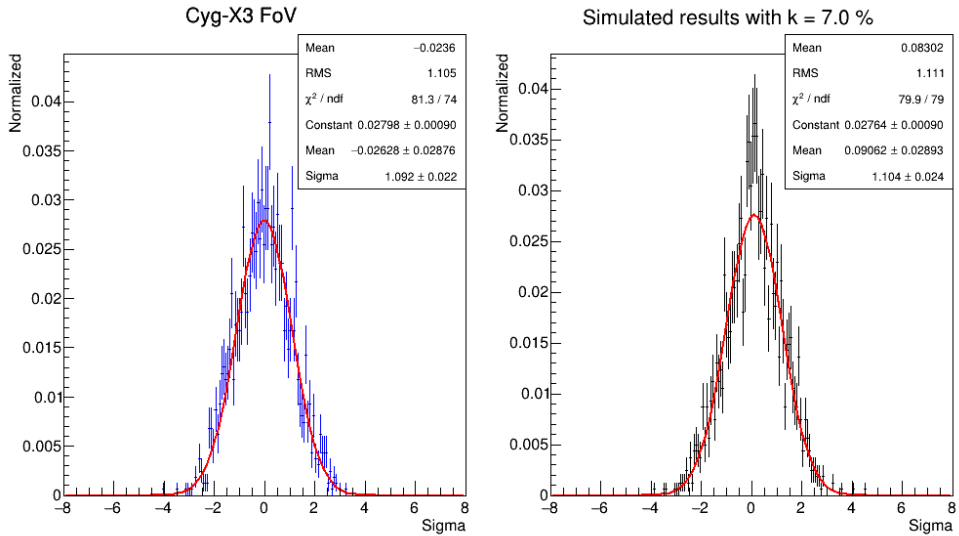 Cyg-X3 FoV
Normalized
Mean −0.0236
RMS 1.105
χ² / ndf 81.3 / 74
Constant 0.02798 ± 0.00090
Mean −0.02628 ± 0.02876
Sigma 1.092 ± 0.022
0.04
0.035
0.03
0.025
0.02
0.015
0.01
0.005
0
−8 −6 −4 −2 0 2 4 6 8
Sigma
Simulated results with k = 7.0 %
Normalized
Mean 0.08302
RMS 1.111
χ² / ndf 79.9 / 79
Constant 0.02764 ± 0.00090
Mean 0.09062 ± 0.02893
Sigma 1.104 ± 0.024
0.04
0.035
0.03
0.025
0.02
0.015
0.01
0.005
0
−8 −6 −4 −2 0 2 4 6 8
Sigma